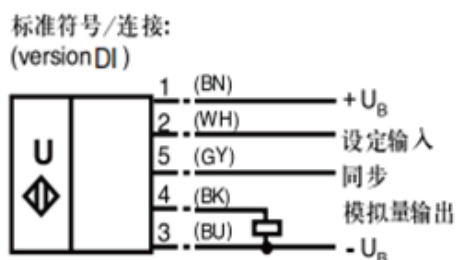 标准符号/连接:
(version DI )
1 (BN) +UB
2 (WH) 设定输入
U
5 (GY) 同步
4 (BK) 模拟量输出
3 (BU) -UB